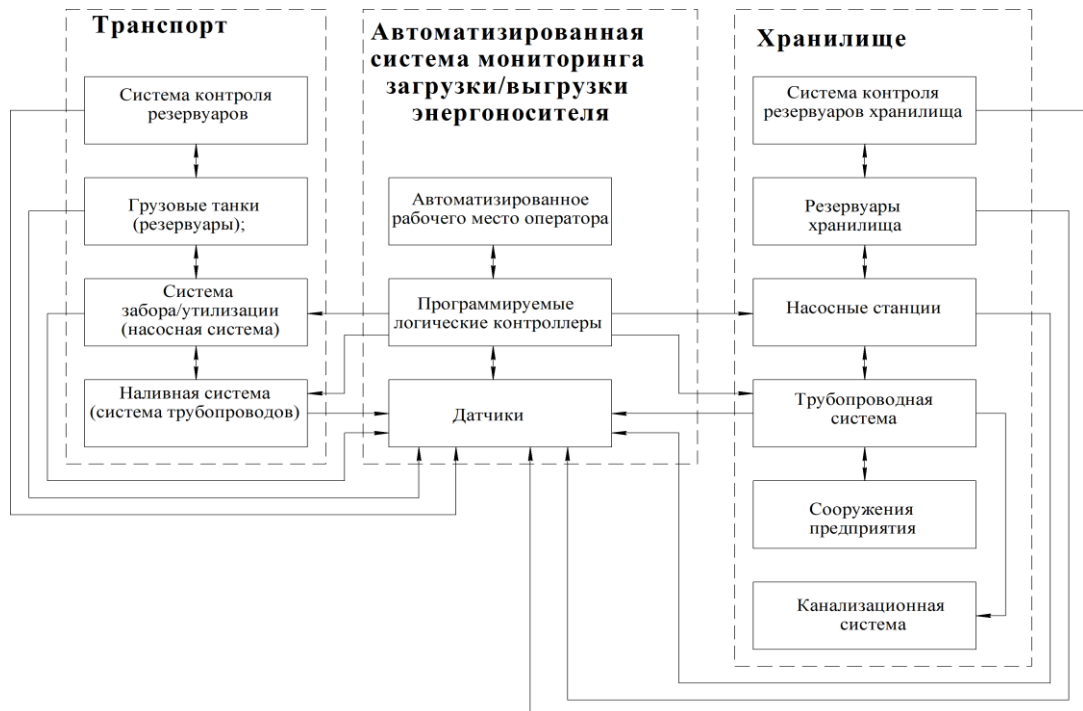 Транспорт
Система контроля
резервуаров
Грузовые танки
(резервуары);
Система
забора/утилизации
(насосная система)
Наливная система
(система трубопроводов)
Автоматизированная
система мониторинга
загрузки/выгрузки
энергоносителя
Автоматизированное
рабочего место оператора
Программируемые
логические контроллеры
Датчики
Хранилище
Система контроля
резервуаров хранилища
Резервуары
хранилища
Насосные станции
Трубопроводная
система
Сооружения
предприятия
Канализационная
система